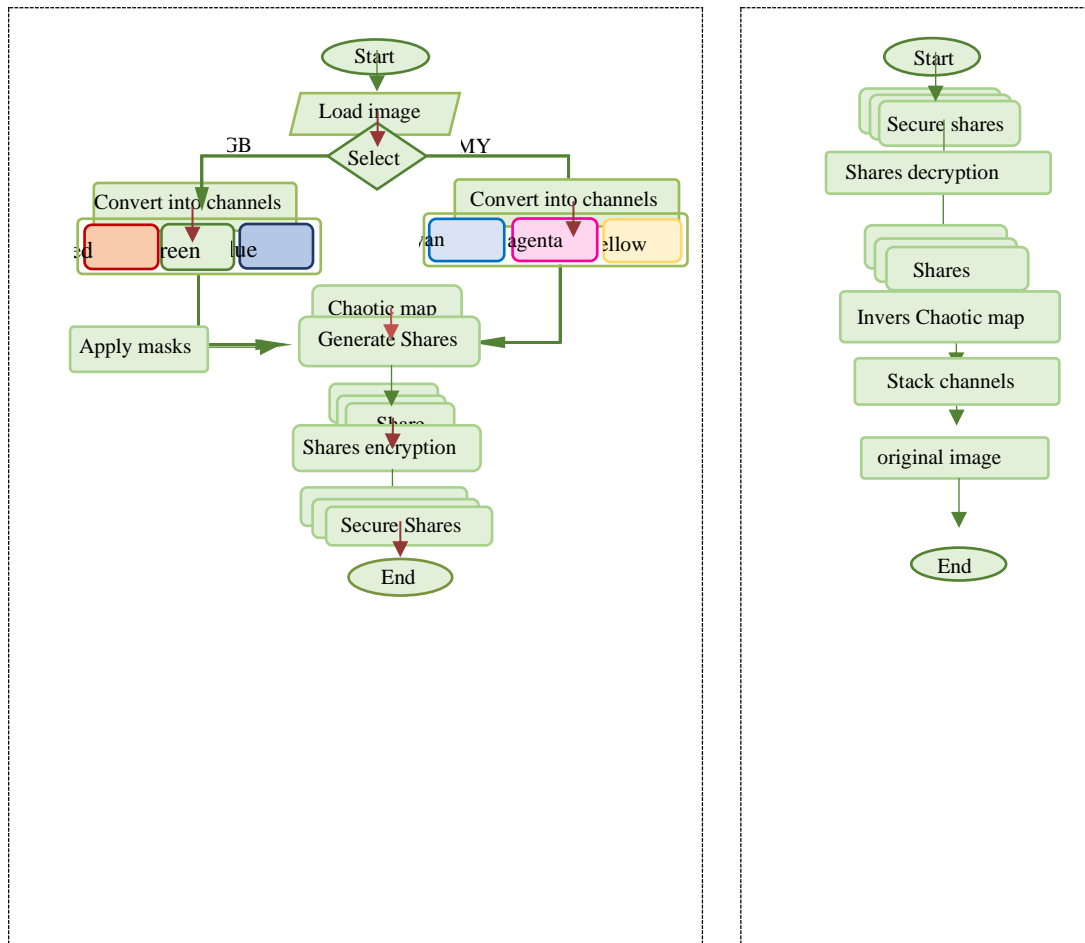 Start
Load image
Select
GB
MY
Convert into channels
Convert into channels
ed
reen
lue
yan
agenta
ellow
Chaotic map
Apply masks
Generate Shares
Share
Shares encryption
Secure Shares
End
Start
Secure shares
Shares decryption
Shares
Invers Chaotic map
Stack channels
original image
End